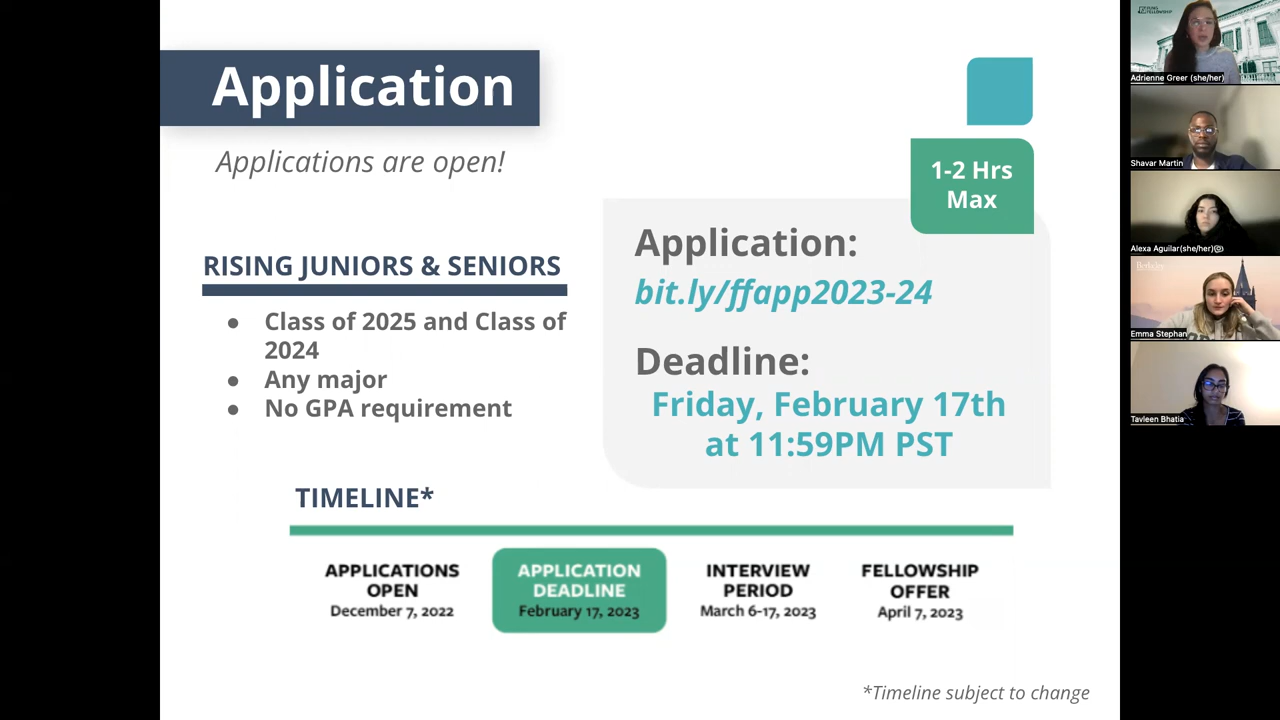 Application
Applications are open!
1-2 Hrs
Max
RISING JUNIORS & SENIORS
● Class of 2025 and Class of
2024
● Any major
● No GPA requirement
Application:
bit.ly/ffapp2023-24
Deadline:
Friday, February 17th
at 11:59PM PST
TIMELINE*
APPLICATIONS
OPEN
December 7, 2022
APPLICATION
DEADLINE
February 17, 2023
INTERVIEW
PERIOD
March 6-17, 2023
FELLOWSHIP
OFFER
April 7, 2023
*Timeline subject to change
FUNG
FELLOWSHIP
Adrienne Greer (she/her)
Shavar Martin
Alexa Aguilar(she/her)
Berkeley
Emma Stephan
Tavleen Bhatia